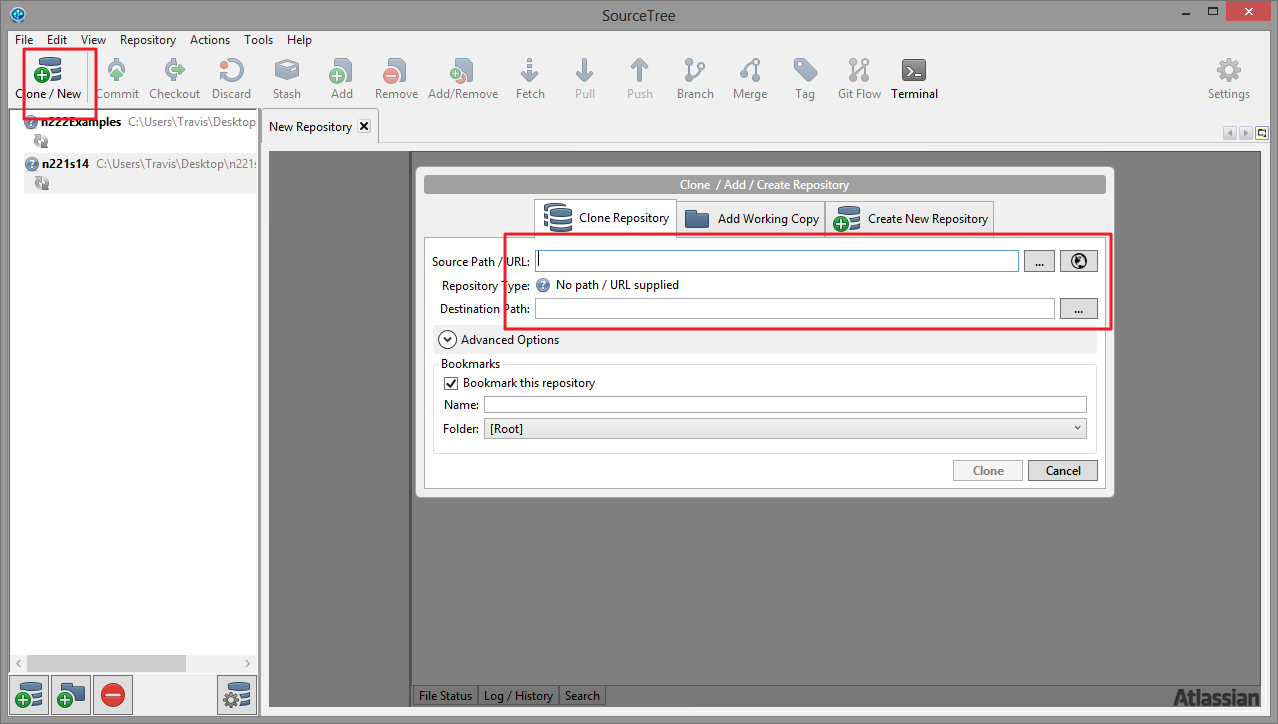 SourceTree
File Edit View Repository Actions Tools Help
Clone / New Commit Checkout Discard Stash Add Remove Add/Remove Fetch Pull Push Branch Merge Tag Git Flow Terminal Settings
n222Examples C:\Users\Travis\Desktop
n221s14 C:\Users\Travis\Desktop\n221s
New Repository
Clone / Add / Create Repository
Clone Repository Add Working Copy Create New Repository
Source Path / URL: ...
Repository Type: ? No path / URL supplied
Destination Path: ...
Advanced Options
Bookmarks
Bookmark this repository
Name:
Folder: [Root]
Clone Cancel
File Status Log / History Search
Atlassian